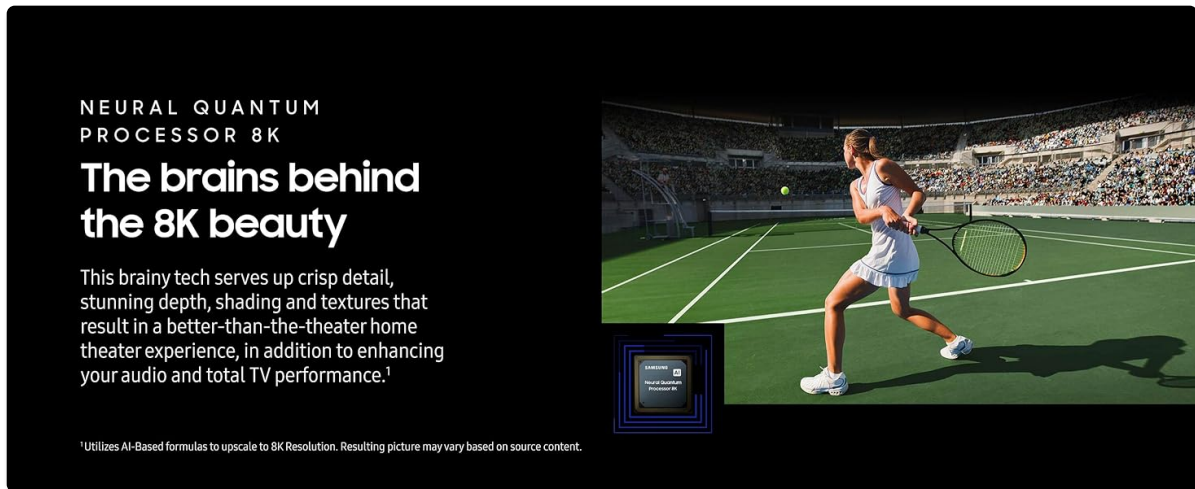 NEURAL QUANTUM
PROCESSOR 8K
The brains behind
the 8K beauty
This brainy tech serves up crisp detail,
stunning depth, shading and textures that
result in a better-than-the-theater home
theater experience, in addition to enhancing
your audio and total TV performance.¹
¹Utilizes AI-Based formulas to upscale to 8K Resolution. Resulting picture may vary based on source content.
SAMSUNG
AI
Neural Quantum
Processor 8K